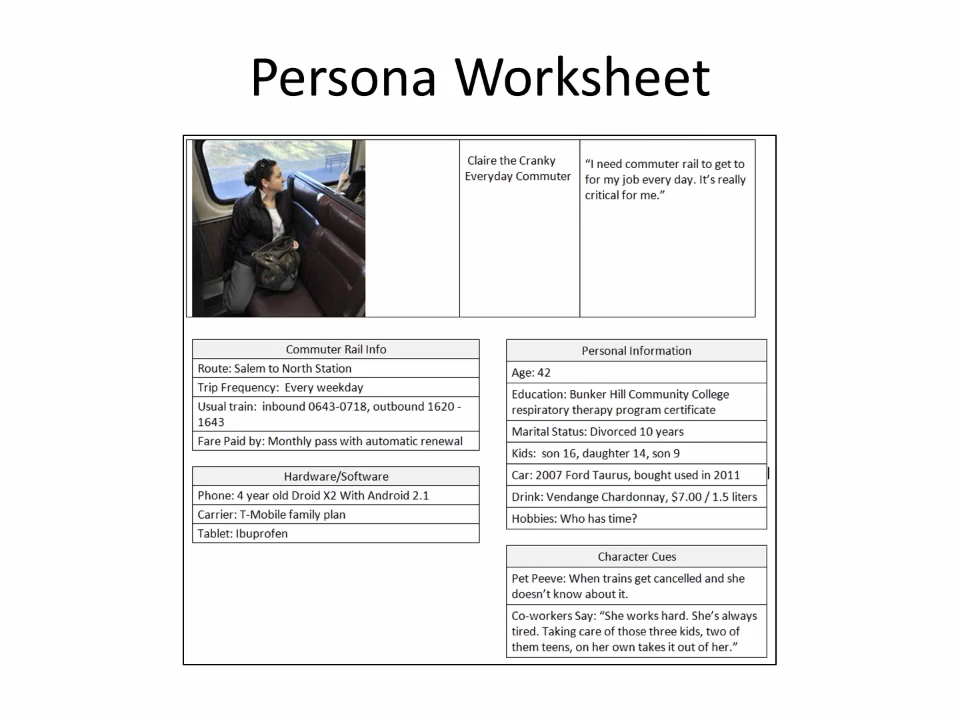 Persona Worksheet
Claire the Cranky
Everyday Commuter
“I need commuter rail to get to
for my job every day. It’s really
critical for me.”
Commuter Rail Info
Route: Salem to North Station
Trip Frequency:  Every weekday
Usual train:  inbound 0643-0718, outbound 1620 -
1643
Fare Paid by: Monthly pass with automatic renewal
Hardware/Software
Phone: 4 year old Droid X2 With Android 2.1
Carrier: T-Mobile family plan
Tablet: Ibuprofen
Personal Information
Age: 42
Education: Bunker Hill Community College
respiratory therapy program certificate
Marital Status: Divorced 10 years
Kids:  son 16, daughter 14, son 9
Car: 2007 Ford Taurus, bought used in 2011
Drink: Vendange Chardonnay, $7.00 / 1.5 liters
Hobbies: Who has time?
Character Cues
Pet Peeve: When trains get cancelled and she
doesn’t know about it.
Co-workers Say: “She works hard. She’s always
tired. Taking care of those three kids, two of
them teens, on her own takes it out of her.”